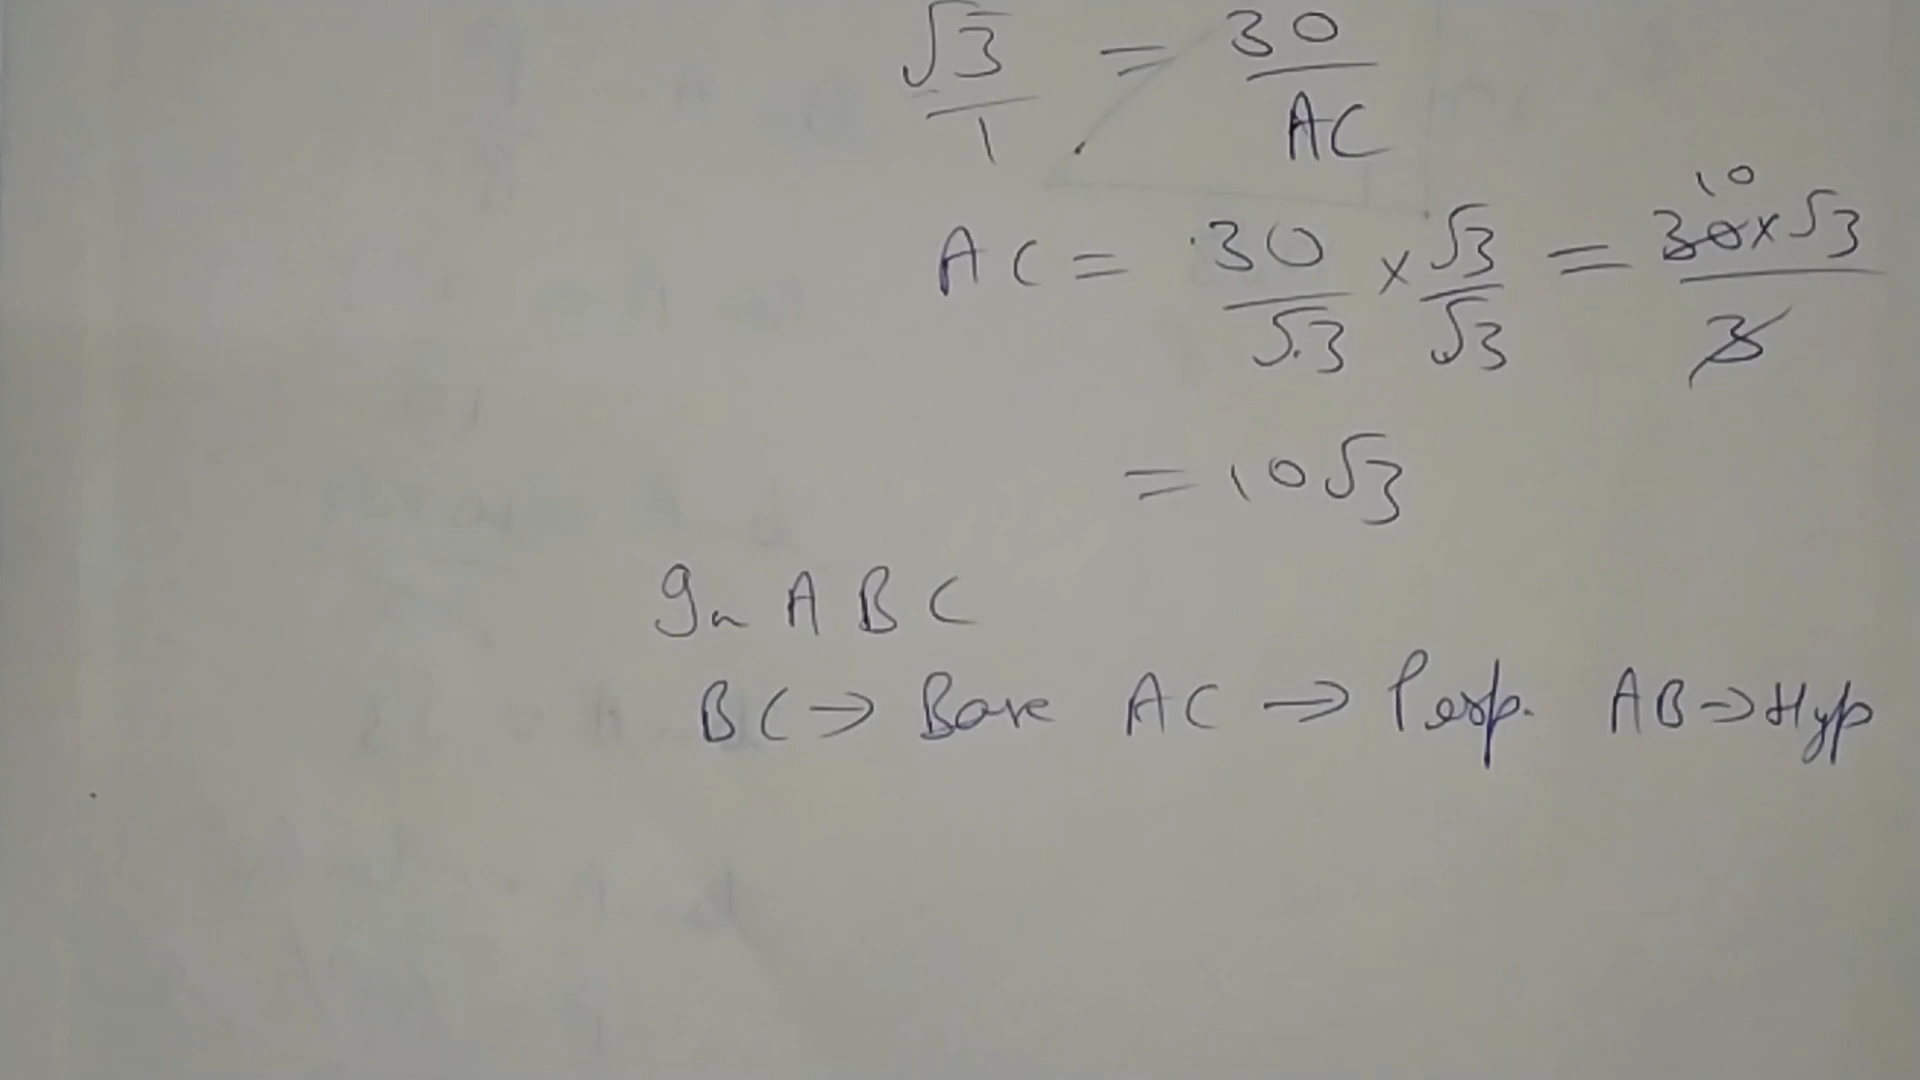 √3/1 = 30/AC
AC = 30/√3 × √3/√3 = 30×√3/3 10
= 10√3
In A B C
BC → Base AC → Perp. AB → Hyp